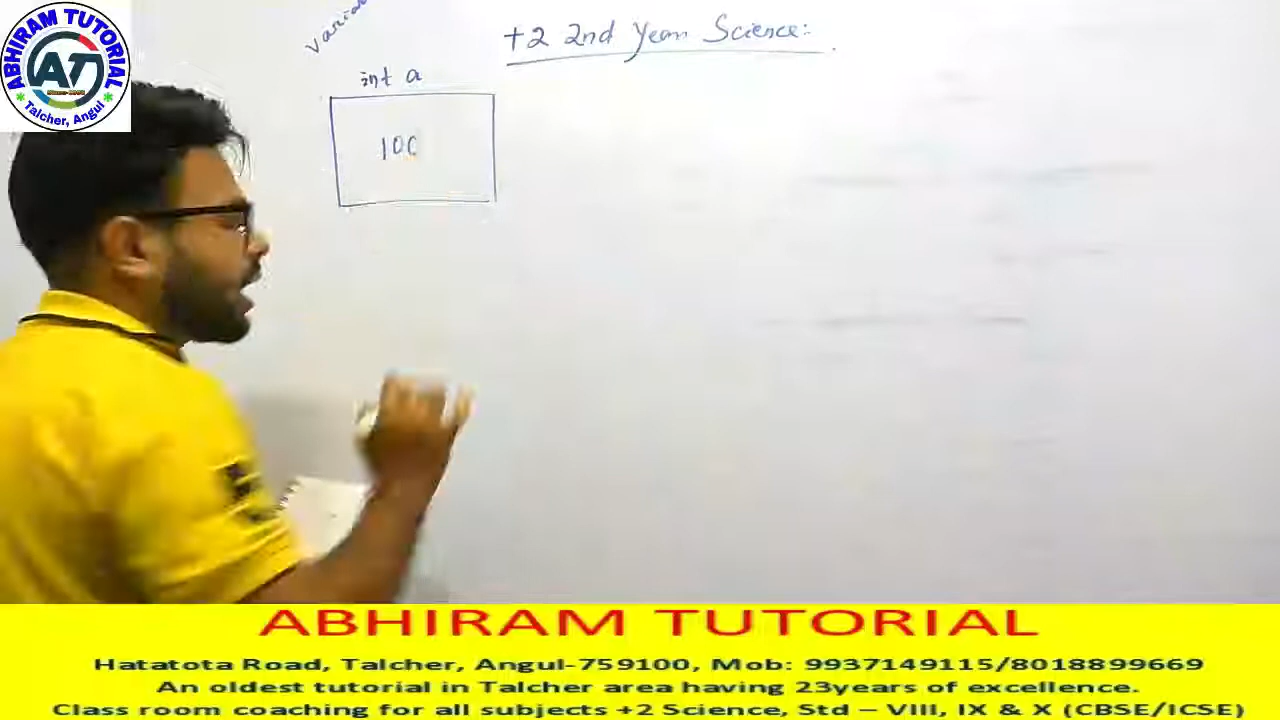 ABHIRAM TUTORIAL
AT
Talcher, Angul
+2 2nd Year Science:
int a
100
ABHIRAM TUTORIAL
Hatatota Road, Talcher, Angul-759100, Mob: 9937149115/8018899669
An oldest tutorial in Talcher area having 23years of excellence.
Class room coaching for all subjects +2 Science, Std – VIII, IX & X (CBSE/ICSE)